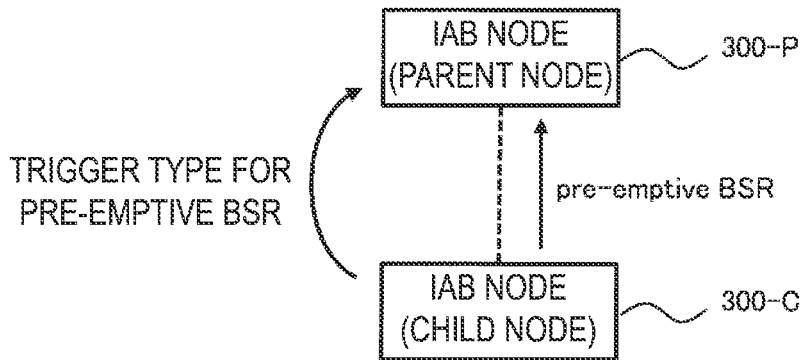 IAB NODE
(PARENT NODE)
300-P
TRIGGER TYPE FOR
PRE-EMPTIVE BSR
pre-emptive BSR
IAB NODE
(CHILD NODE)
300-C